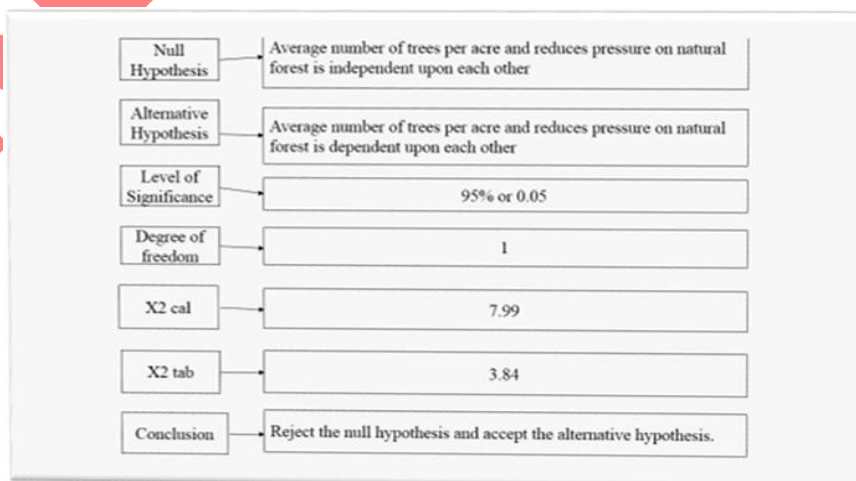 Null
Hypothesis
Average number of trees per acre and reduces pressure on natural
forest is independent upon each other
Alternative
Hypothesis
Average number of trees per acre and reduces pressure on natural
forest is dependent upon each other
Level of
Significance
95% or 0.05
Degree of
freedom
1
X2 cal
7.99
X2 tab
3.84
Conclusion
Reject the null hypothesis and accept the alternative hypothesis.